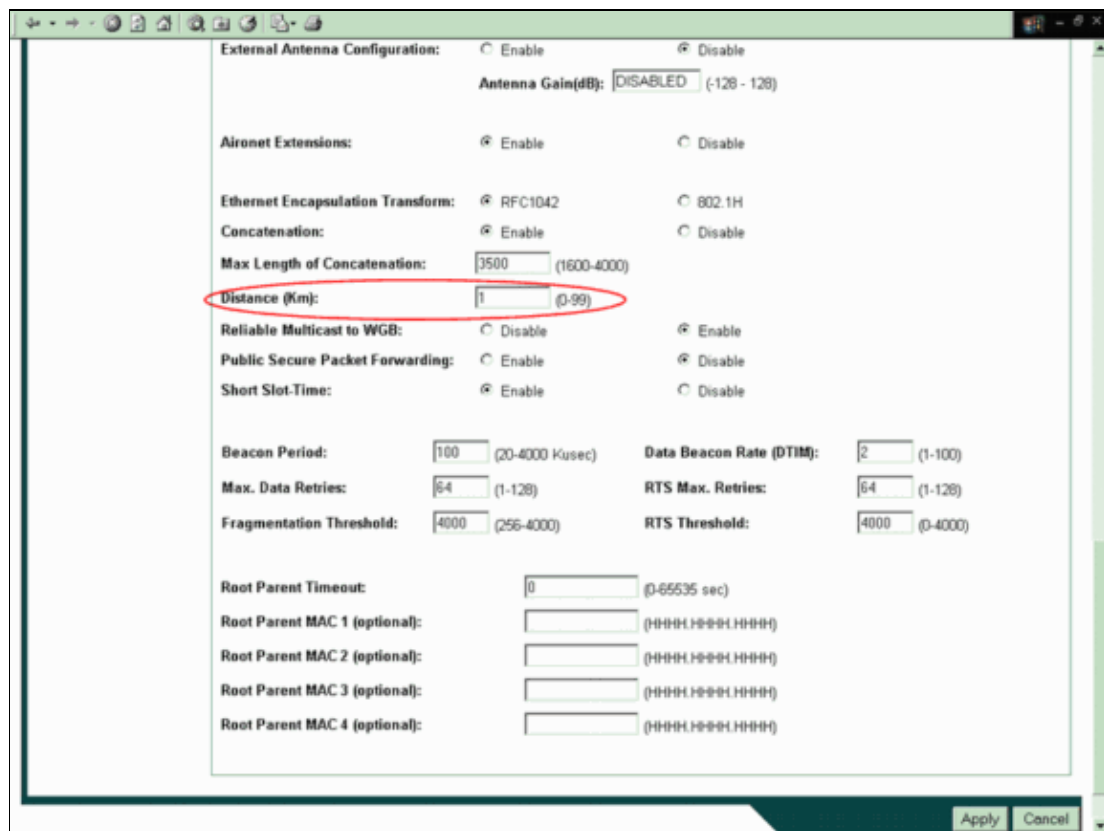 External Antenna Configuration: Enable Disable
Antenna Gain(dB): DISABLED (-128 - 128)
Aironet Extensions: Enable Disable
Ethernet Encapsulation Transform: RFC1042 802.1H
Concatenation: Enable Disable
Max Length of Concatenation: 3500 (1600-4000)
Distance (Km): 1 (0-99)
Reliable Multicast to WGB: Disable Enable
Public Secure Packet Forwarding: Enable Disable
Short Slot-Time: Enable Disable
Beacon Period: 100 (20-4000 Kusec) Data Beacon Rate (DTIM): 2 (1-100)
Max. Data Retries: 64 (1-128) RTS Max. Retries: 64 (1-128)
Fragmentation Threshold: 4000 (256-4000) RTS Threshold: 4000 (0-4000)
Root Parent Timeout: 0 (0-65535 sec)
Root Parent MAC 1 (optional): (HHHH.HHHH.HHHH)
Root Parent MAC 2 (optional): (HHHH.HHHH.HHHH)
Root Parent MAC 3 (optional): (HHHH.HHHH.HHHH)
Root Parent MAC 4 (optional): (HHHH.HHHH.HHHH)
Apply Cancel